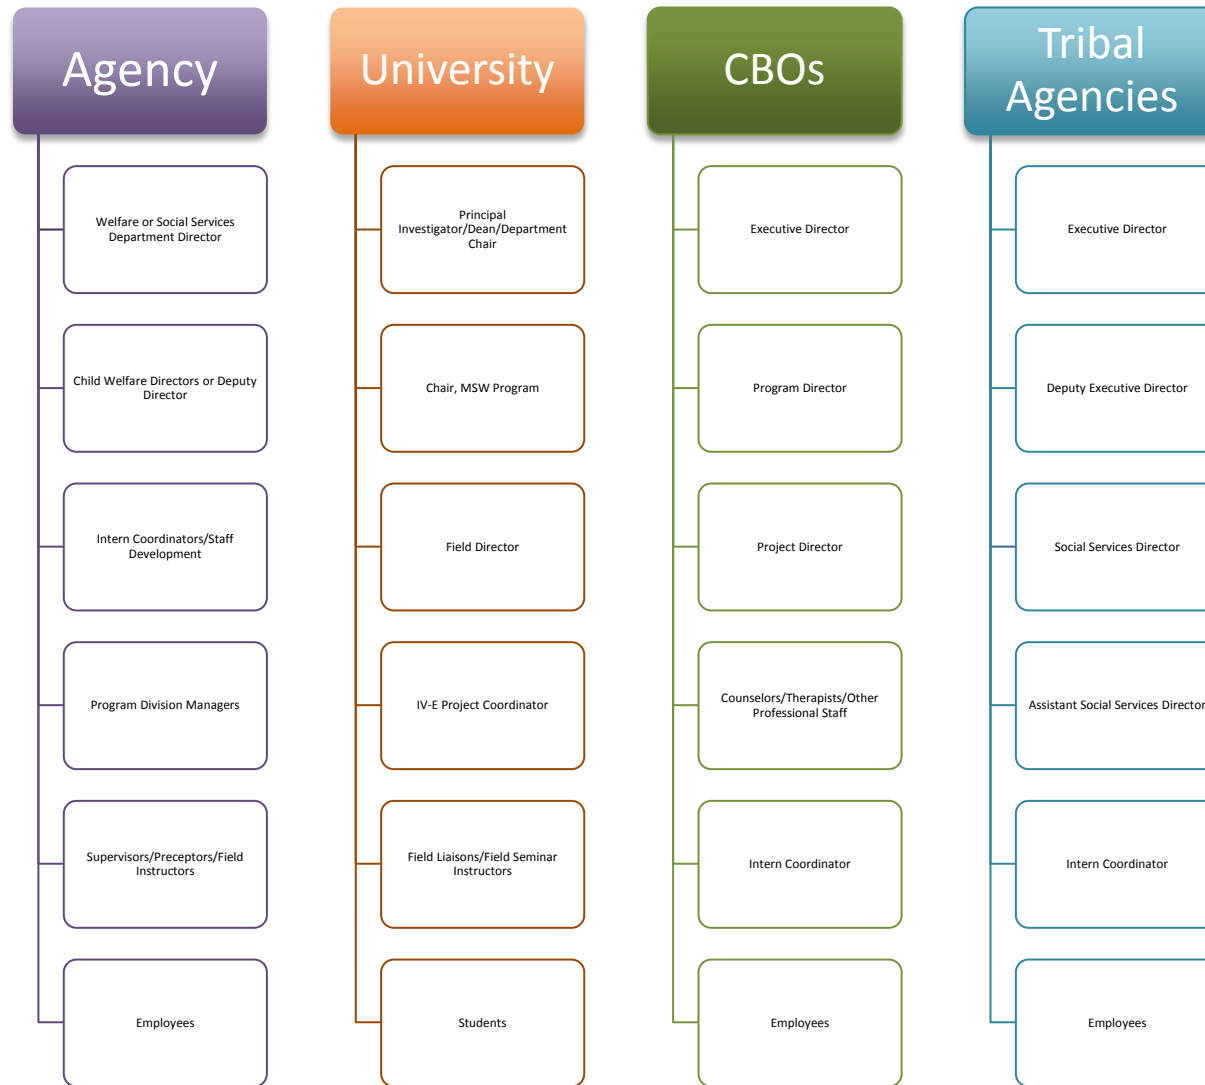 Agency
Welfare or Social Services
Department Director
Child Welfare Directors or Deputy
Director
Intern Coordinators/Staff
Development
Program Division Managers
Supervisors/Preceptors/Field
Instructors
Employees
University
Principal
Investigator/Dean/Department
Chair
Chair, MSW Program
Field Director
IV-E Project Coordinator
Field Liaisons/Field Seminar
Instructors
Students
CBOs
Executive Director
Program Director
Project Director
Counselors/Therapists/Other
Professional Staff
Intern Coordinator
Employees
Tribal
Agencies
Executive Director
Deputy Executive Director
Social Services Director
Assistant Social Services Director
Intern Coordinator
Employees